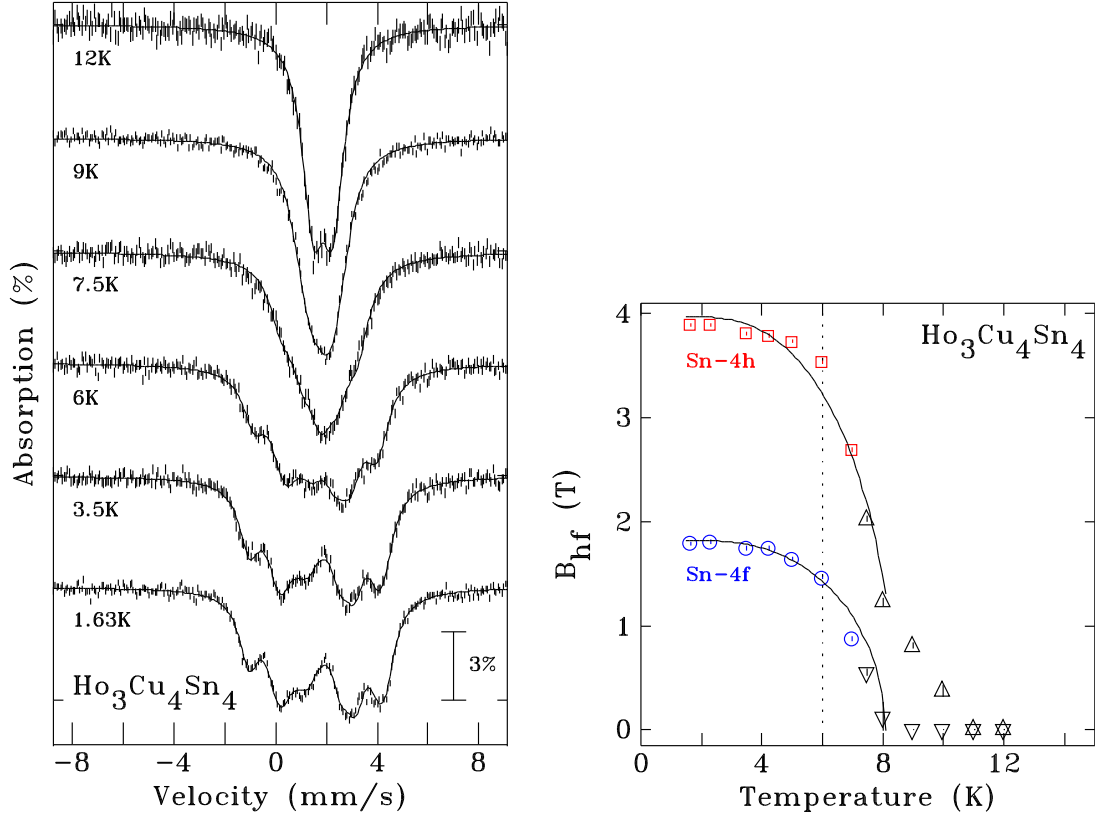 12K
9K
7.5K
6K
3.5K
1.63K
3%
Ho₃Cu₄Sn₄
Absorption (%)
−8 −4 0 4 8
Velocity (mm/s)
Ho₃Cu₄Sn₄
Sn−4h
Sn−4f
4
3
2
1
0
B_hf (T)
0 4 8 12
Temperature (K)